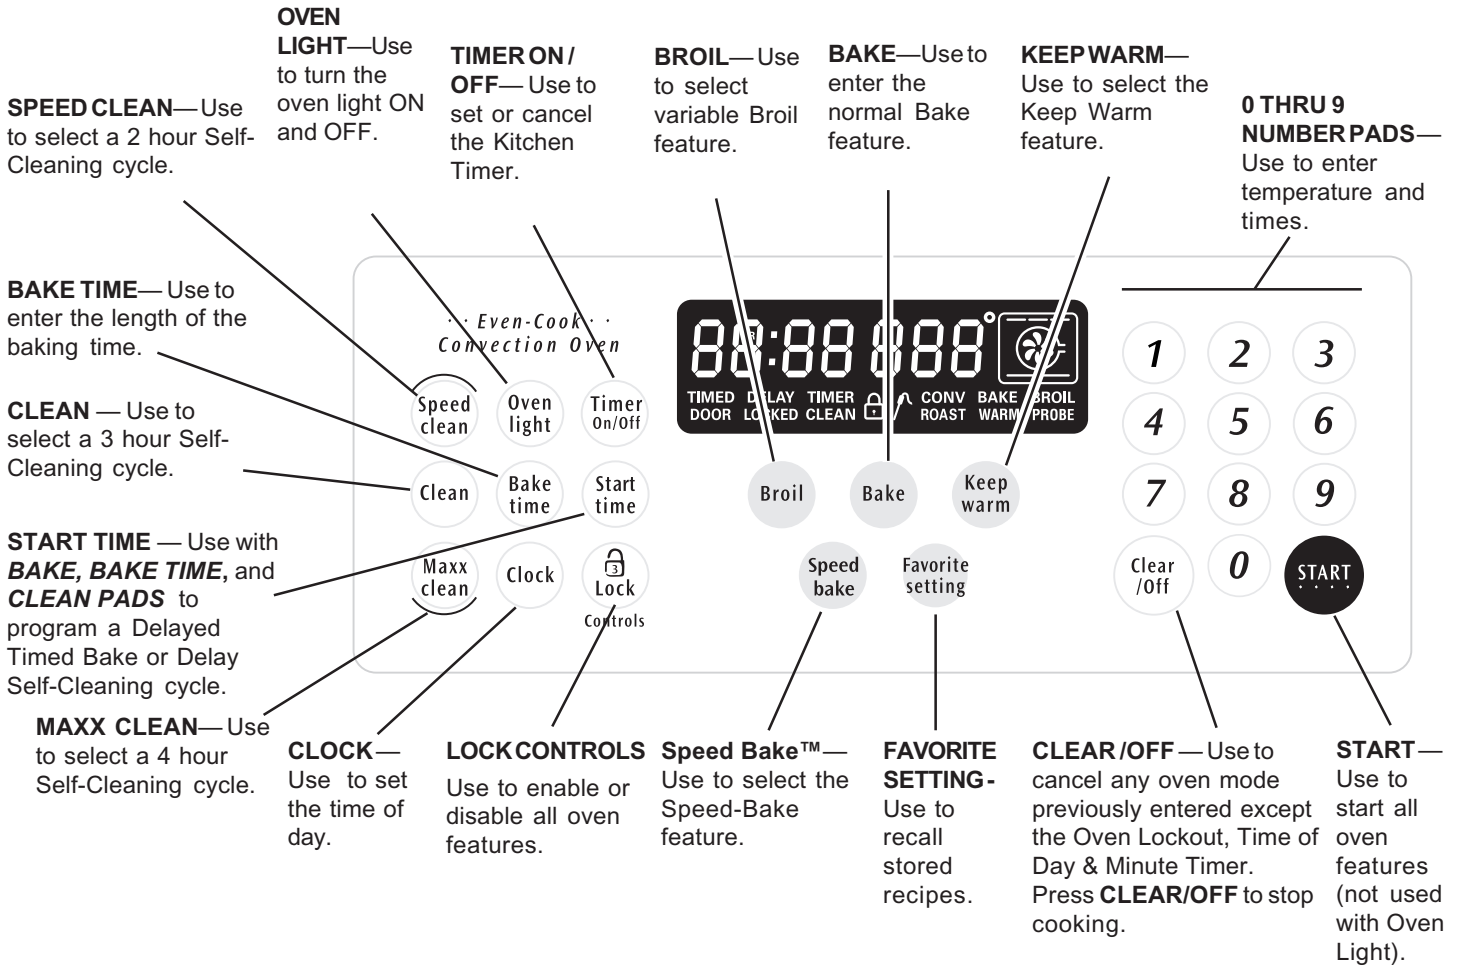 OVEN
LIGHT—Use
to turn the
oven light ON
and OFF.
TIMER ON /
OFF— Use to
set or cancel
the Kitchen
Timer.
BROIL— Use
to select
variable Broil
feature.
BAKE—Use to
enter the
normal Bake
feature.
KEEP WARM—
Use to select the
Keep Warm
feature.
0 THRU 9
NUMBER PADS—
Use to enter
temperature and
times.
SPEED CLEAN— Use
to select a 2 hour Self-
Cleaning cycle.
BAKE TIME— Use to
enter the length of the
baking time.
CLEAN — Use to
select a 3 hour Self-
Cleaning cycle.
START TIME — Use with
BAKE, BAKE TIME, and
CLEAN PADS to
program a Delayed
Timed Bake or Delay
Self-Cleaning cycle.
MAXX CLEAN— Use
to select a 4 hour
Self-Cleaning cycle.
· · Even-Cook · ·
Convection Oven
88:88 888°
TIMED DELAY TIMER CONV BAKE BROIL
DOOR LOCKED CLEAN ROAST WARM PROBE
Speed
clean
Oven
light
Timer
On/Off
Clean
Bake
time
Start
time
Maxx
clean
Clock
3
Lock
Controls
Broil
Bake
Keep
warm
Speed
bake
Favorite
setting
1 2 3
4 5 6
7 8 9
Clear
/Off
0
START
CLOCK—
Use to set
the time of
day.
LOCK CONTROLS
Use to enable or
disable all oven
features.
Speed Bake™—
Use to select the
Speed-Bake
feature.
FAVORITE
SETTING-
Use to
recall
stored
recipes.
CLEAR /OFF — Use to
cancel any oven mode
previously entered except
the Oven Lockout, Time of
Day & Minute Timer.
Press CLEAR/OFF to stop
cooking.
START—
Use to
start all
oven
features
(not used
with Oven
Light).